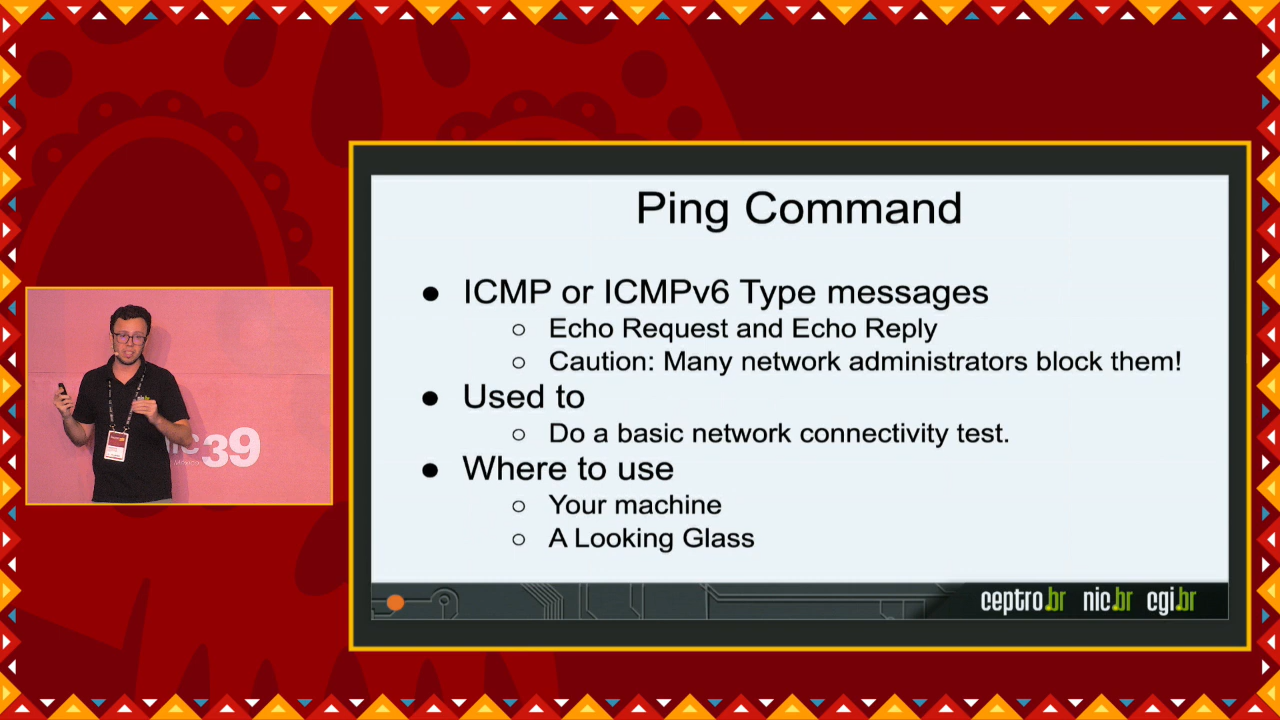 Ping Command
● ICMP or ICMPv6 Type messages
○ Echo Request and Echo Reply
○ Caution: Many network administrators block them!
● Used to
○ Do a basic network connectivity test.
● Where to use
○ Your machine
○ A Looking Glass
ceptro.br nic.br cgi.br
39